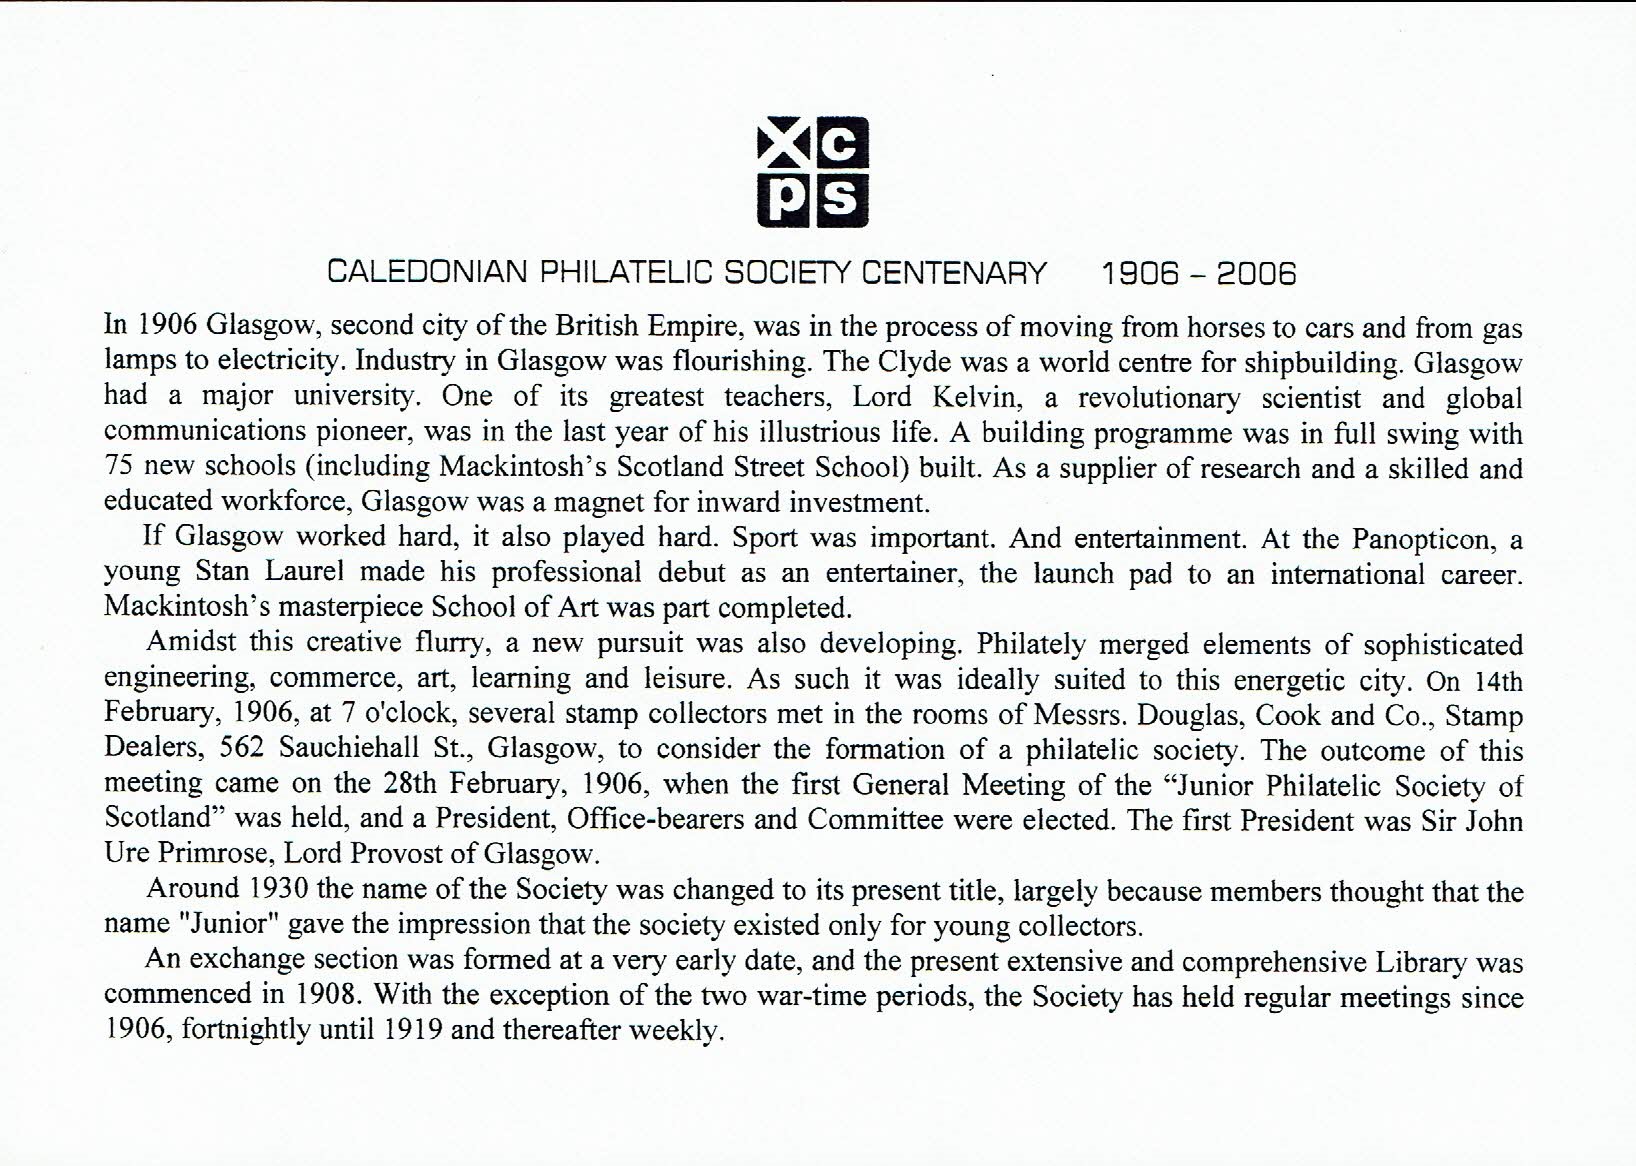 c
ps
CALEDONIAN PHILATELIC SOCIETY CENTENARY 1906 – 2006
In 1906 Glasgow, second city of the British Empire, was in the process of moving from horses to cars and from gas
lamps to electricity. Industry in Glasgow was flourishing. The Clyde was a world centre for shipbuilding. Glasgow
had a major university. One of its greatest teachers, Lord Kelvin, a revolutionary scientist and global
communications pioneer, was in the last year of his illustrious life. A building programme was in full swing with
75 new schools (including Mackintosh's Scotland Street School) built. As a supplier of research and a skilled and
educated workforce, Glasgow was a magnet for inward investment.
If Glasgow worked hard, it also played hard. Sport was important. And entertainment. At the Panopticon, a
young Stan Laurel made his professional debut as an entertainer, the launch pad to an international career.
Mackintosh's masterpiece School of Art was part completed.
Amidst this creative flurry, a new pursuit was also developing. Philately merged elements of sophisticated
engineering, commerce, art, learning and leisure. As such it was ideally suited to this energetic city. On 14th
February, 1906, at 7 o'clock, several stamp collectors met in the rooms of Messrs. Douglas, Cook and Co., Stamp
Dealers, 562 Sauchiehall St., Glasgow, to consider the formation of a philatelic society. The outcome of this
meeting came on the 28th February, 1906, when the first General Meeting of the “Junior Philatelic Society of
Scotland” was held, and a President, Office-bearers and Committee were elected. The first President was Sir John
Ure Primrose, Lord Provost of Glasgow.
Around 1930 the name of the Society was changed to its present title, largely because members thought that the
name "Junior" gave the impression that the society existed only for young collectors.
An exchange section was formed at a very early date, and the present extensive and comprehensive Library was
commenced in 1908. With the exception of the two war-time periods, the Society has held regular meetings since
1906, fortnightly until 1919 and thereafter weekly.